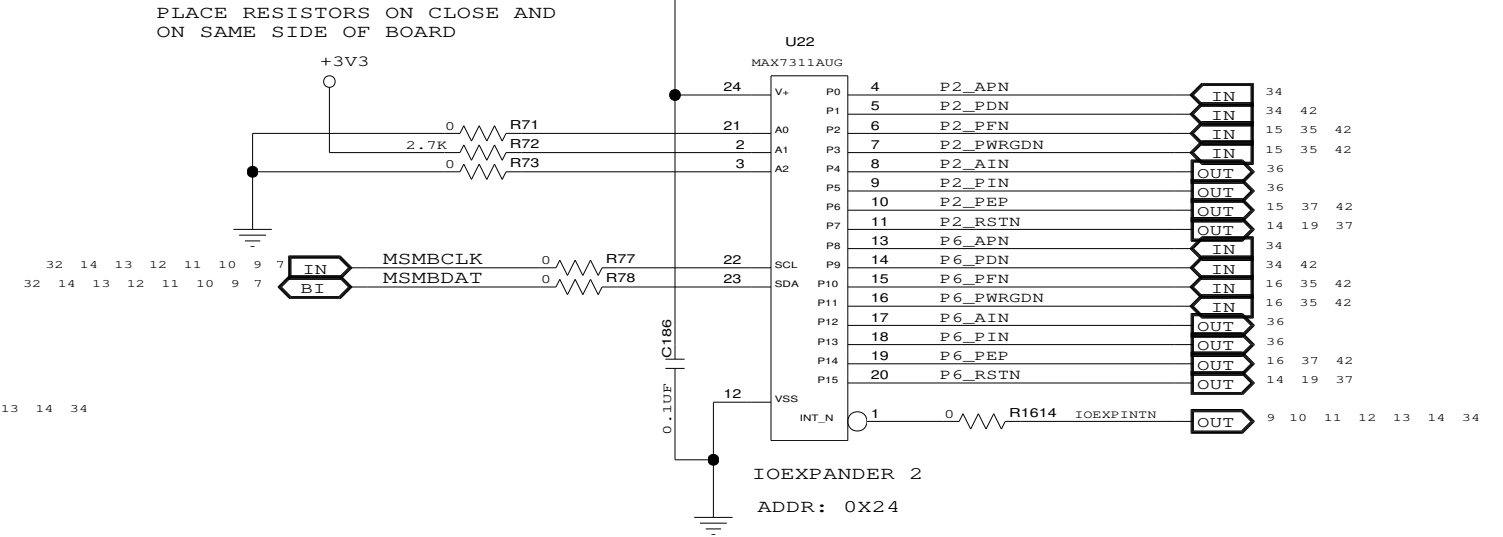 PLACE RESISTORS ON CLOSE AND
ON SAME SIDE OF BOARD
+3V3
U22
MAX7311AUG
24 V+ P0 4 P2_APN IN 34
P1 5 P2_PDN IN 34 42
0 R71 21 A0 P2 6 P2_PFN IN 15 35 42
2.7K R72 2 A1 P3 7 P2_PWRGDN IN 15 35 42
0 R73 3 A2 P4 8 P2_AIN OUT 36
P5 9 P2_PIN OUT 36
P6 10 P2_PEP OUT 15 37 42
P7 11 P2_RSTN OUT 14 19 37
P8 13 P6_APN IN 34
32 14 13 12 11 10 9 7 IN MSMBCLK 0 R77 22 SCL P9 14 P6_PDN IN 34 42
32 14 13 12 11 10 9 7 BI MSMBDAT 0 R78 23 SDA P10 15 P6_PFN IN 16 35 42
P11 16 P6_PWRGDN IN 16 35 42
P12 17 P6_AIN OUT 36
P13 18 P6_PIN OUT 36
C186 P14 19 P6_PEP OUT 16 37 42
P15 20 P6_RSTN OUT 14 19 37
0.1UF 12 VSS
13 14 34
INT_N 1 0 R1614 IOEXPINTN OUT 9 10 11 12 13 14 34
IOEXPANDER 2
ADDR: 0X24